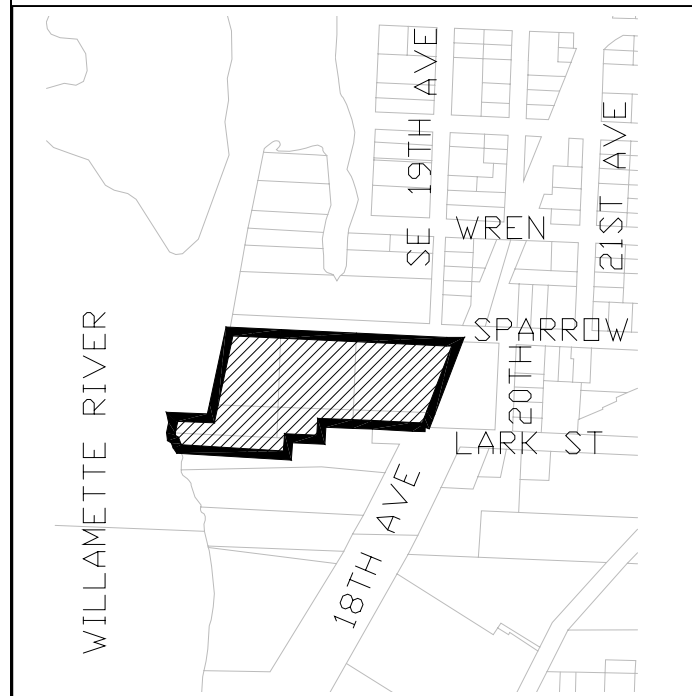 SE 19TH AVE
21ST AVE
WREN
SPARROW
20TH
WILLAMETTE RIVER
LARK ST
18TH AVE